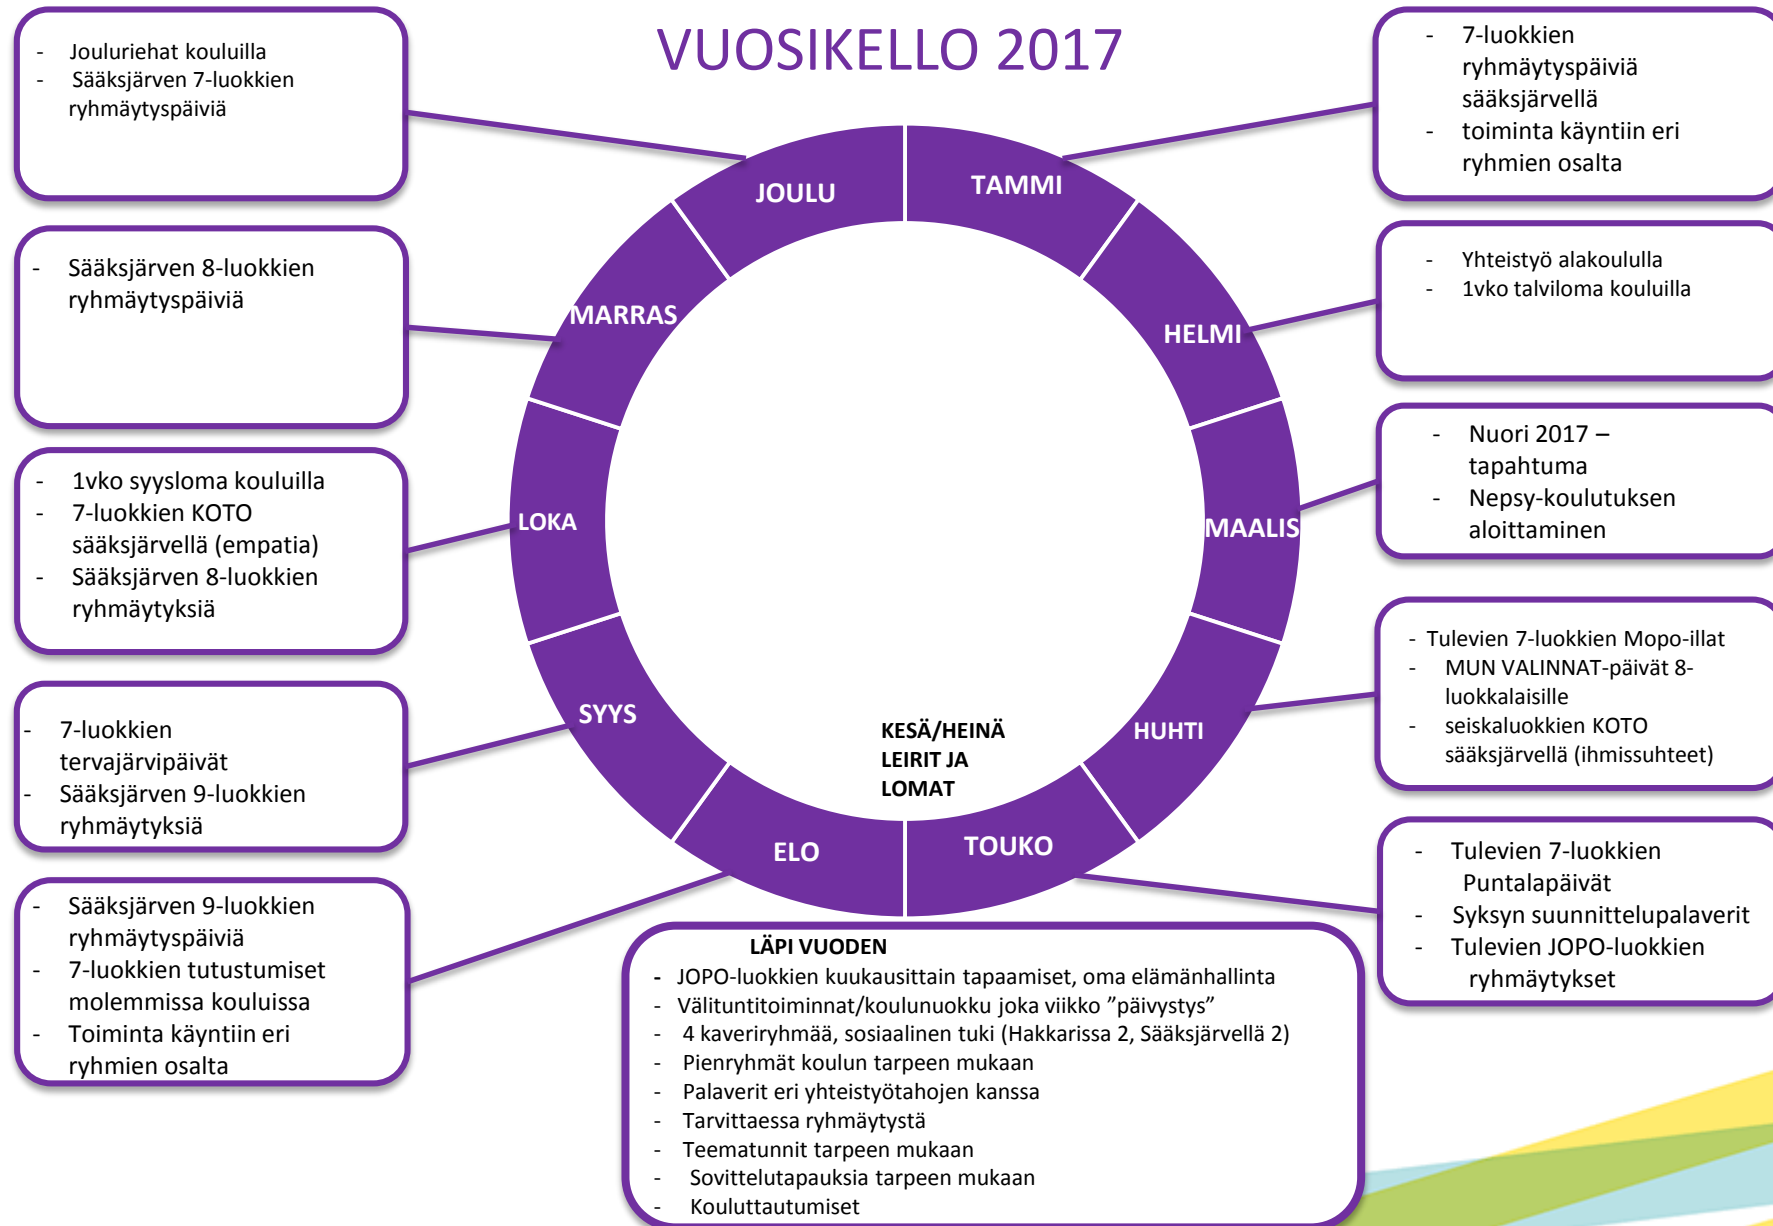 VUOSIKELLO 2017
- Jouluriehat kouluilla
- Sääksjärven 7-luokkien
ryhmäytyspäiviä
- Sääksjärven 8-luokkien
ryhmäytyspäiviä
- 1vko syysloma kouluilla
- 7-luokkien KOTO
sääksjärvellä (empatia)
- Sääksjärven 8-luokkien
ryhmäytyksiä
- 7-luokkien
tervajärvipäivät
- Sääksjärven 9-luokkien
ryhmäytyksiä
- Sääksjärven 9-luokkien
ryhmäytyspäiviä
- 7-luokkien tutustumiset
molemmissa kouluissa
- Toiminta käyntiin eri
ryhmien osalta
JOULU
TAMMI
MARRAS
HELMI
LOKA
MAALIS
SYYS
HUHTI
ELO
TOUKO
KESÄ/HEINÄ
LEIRIT JA
LOMAT
- 7-luokkien
ryhmäytyspäiviä
sääksjärvellä
- toiminta käyntiin eri
ryhmien osalta
- Yhteistyö alakoululla
- 1vko talviloma kouluilla
- Nuori 2017 –
tapahtuma
- Nepsy-koulutuksen
aloittaminen
- Tulevien 7-luokkien Mopo-illat
- MUN VALINNAT-päivät 8-
luokkalaisille
- seiskaluokkien KOTO
sääksjärvellä (ihmissuhteet)
- Tulevien 7-luokkien
Puntalapäivät
- Syksyn suunnittelupalaverit
- Tulevien JOPO-luokkien
ryhmäytykset
LÄPI VUODEN
- JOPO-luokkien kuukausittain tapaamiset, oma elämänhallinta
- Välituntitoiminnat/koulunuokku joka viikko ”päivystys”
- 4 kaveriryhmää, sosiaalinen tuki (Hakkarissa 2, Sääksjärvellä 2)
- Pienryhmät koulun tarpeen mukaan
- Palaverit eri yhteistyötahojen kanssa
- Tarvittaessa ryhmäytystä
- Teematunnit tarpeen mukaan
- Sovittelutapauksia tarpeen mukaan
- Kouluttautumiset